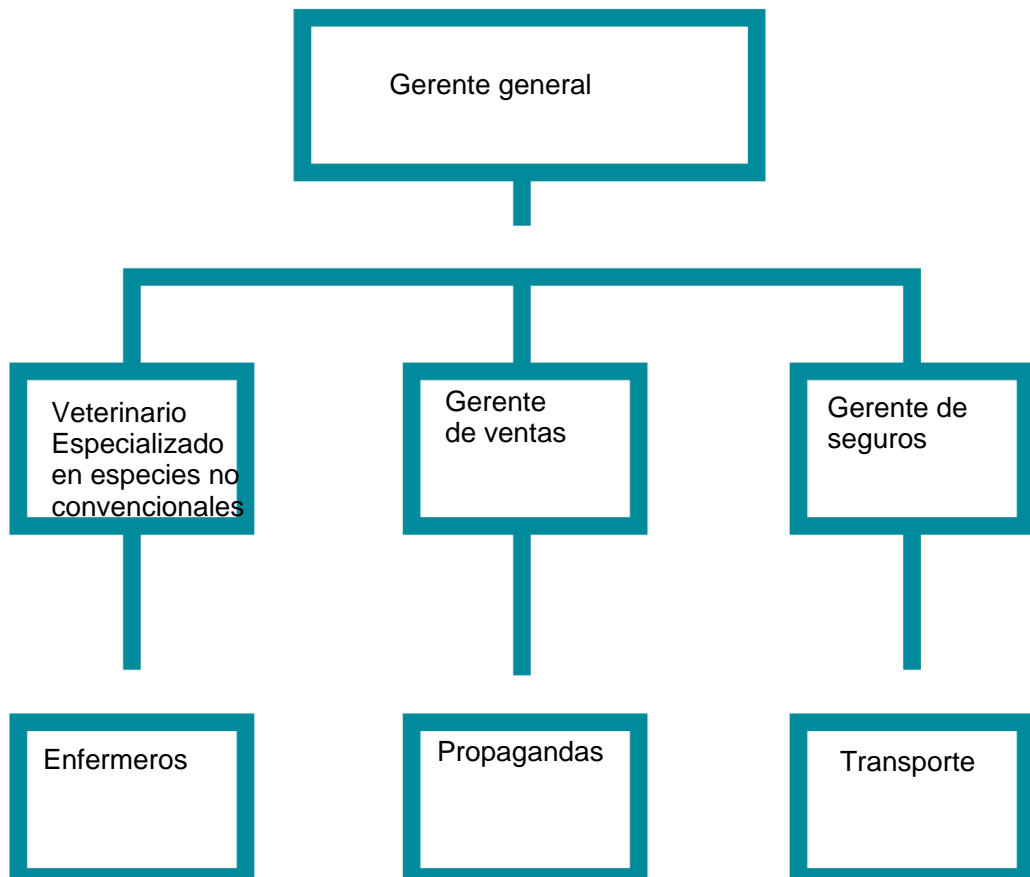 Gerente general
Veterinario
Especializado
en especies no
convencionales
Gerente
de ventas
Gerente de
seguros
Enfermeros
Propagandas
Transporte